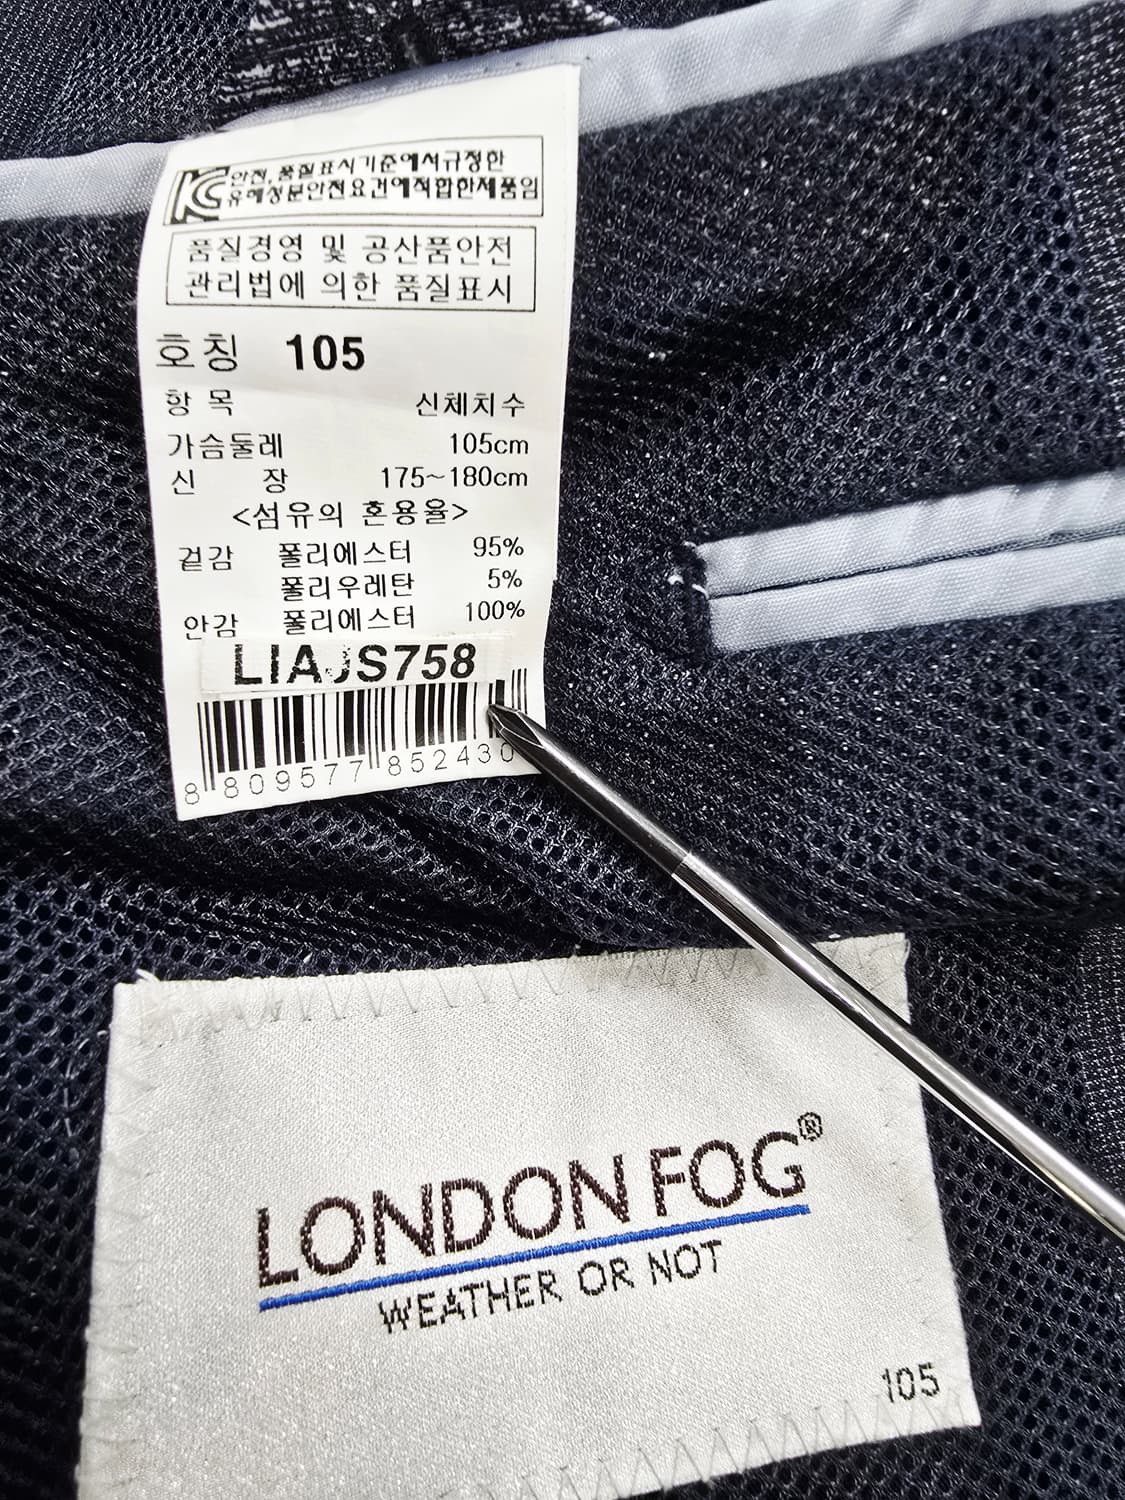 KC 안전, 품질표시기준에서규정한
유해성분안전요건에적합한제품임
품질경영 및 공산품안전
관리법에 의한 품질표시
호칭 105
항목 신체치수
가슴둘레 105cm
신 장 175~180cm
<섬유의 혼용율>
겉감 폴리에스터 95%
폴리우레탄 5%
안감 폴리에스터 100%
LIAJS758
8 809577 852430
LONDON FOG®
WEATHER OR NOT
105